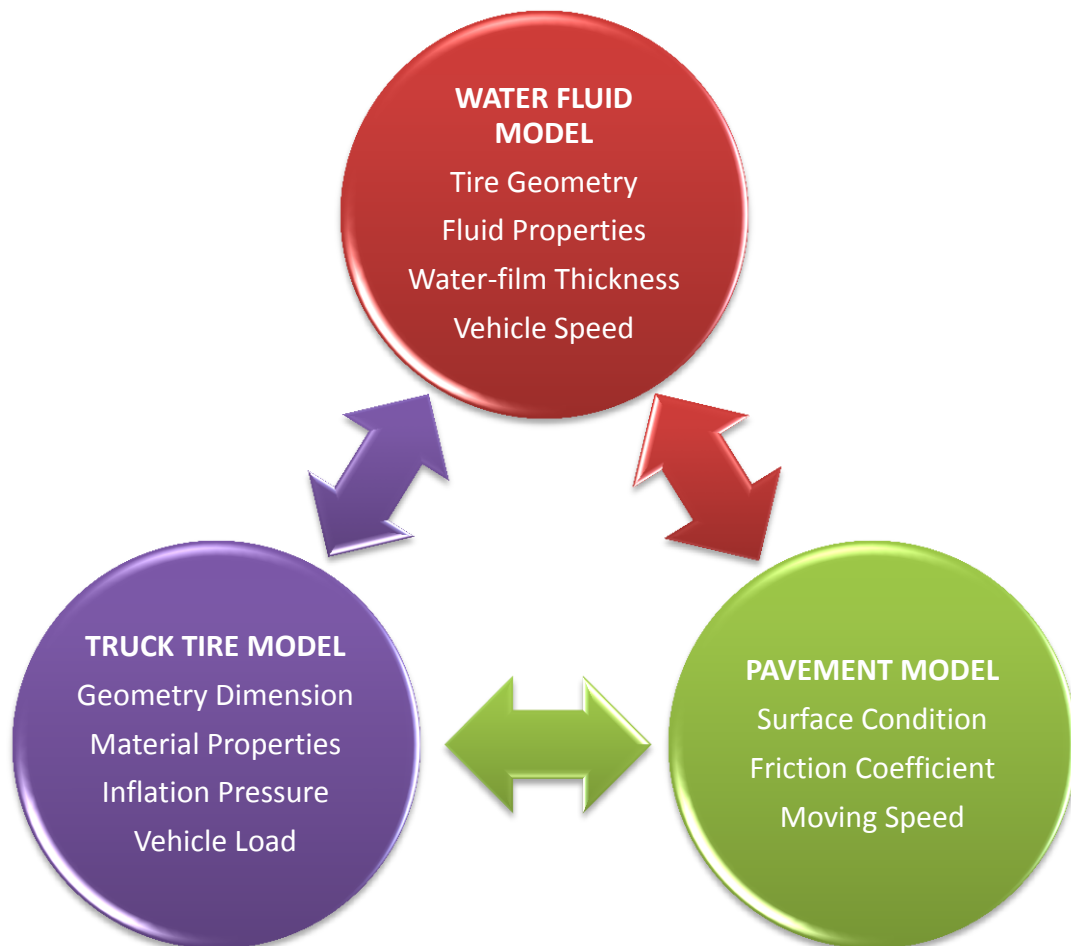 WATER FLUID
MODEL
Tire Geometry
Fluid Properties
Water-film Thickness
Vehicle Speed
TRUCK TIRE MODEL
Geometry Dimension
Material Properties
Inflation Pressure
Vehicle Load
PAVEMENT MODEL
Surface Condition
Friction Coefficient
Moving Speed